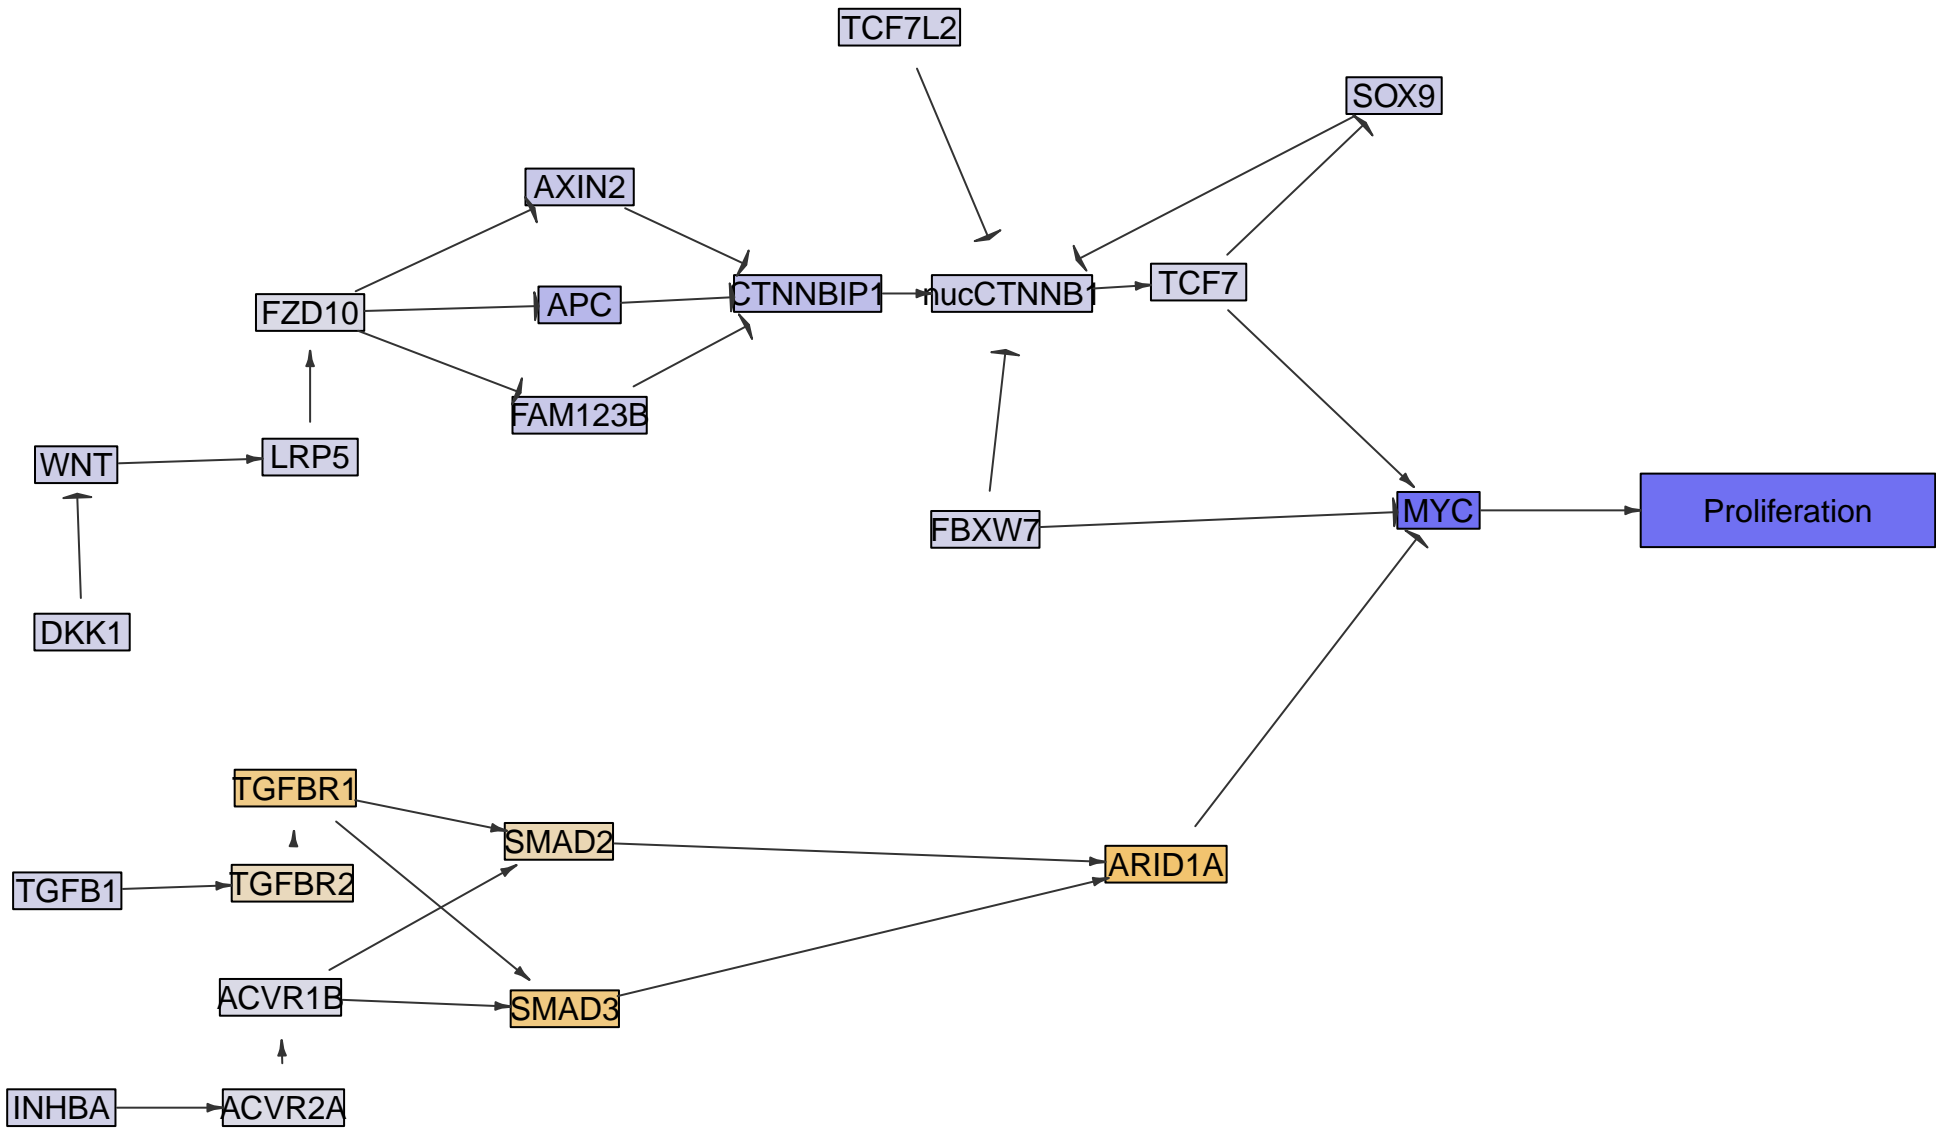 TCF7L2
SOX9
AXIN2
FZD10
APC
CTNNBIP1
nucCTNNB1
TCF7
FAM123B
WNT
LRP5
FBXW7
MYC
Proliferation
DKK1
TGFBR1
SMAD2
ARID1A
TGFB1
TGFBR2
ACVR1B
SMAD3
INHBA
ACVR2A